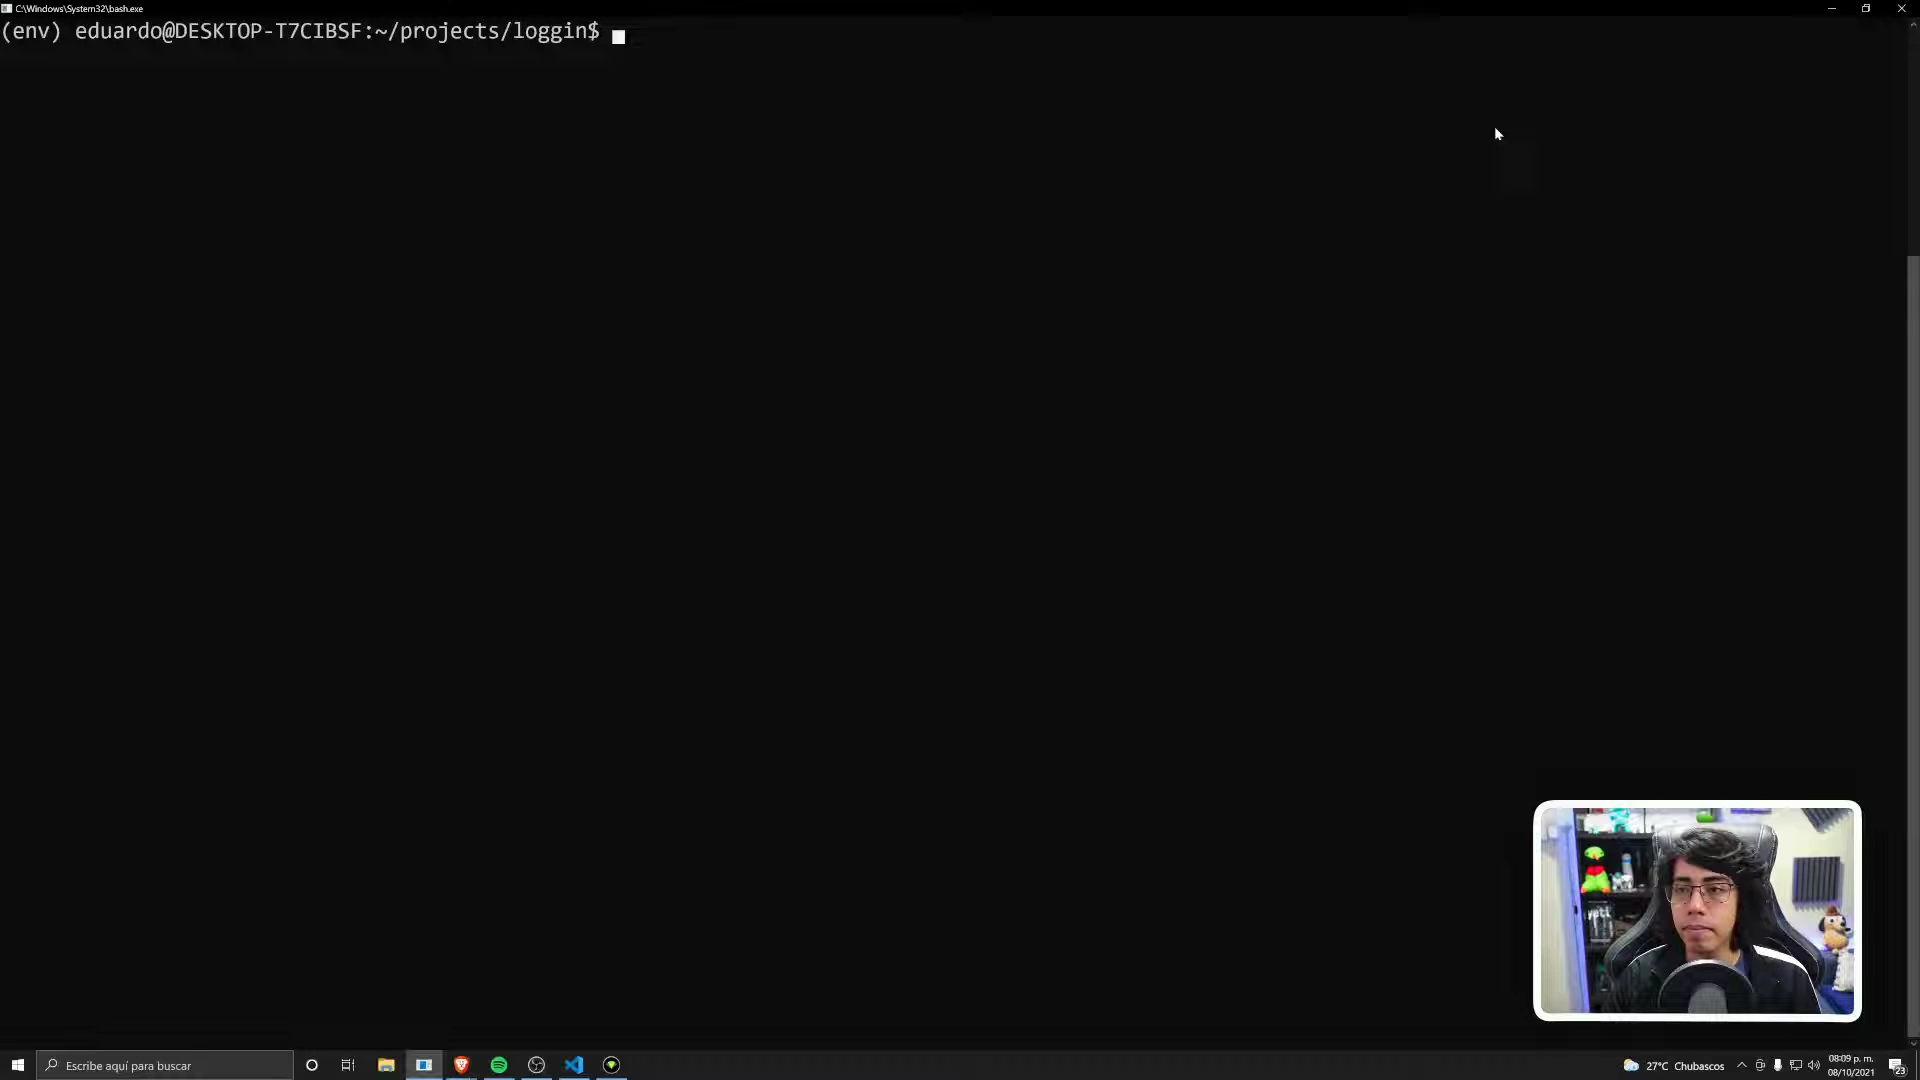 C:\Windows\System32\bash.exe
(env) eduardo@DESKTOP-T7CIBSF:~/projects/loggin$
Escribe aquí para buscar
27°C Chubascos
08:09 p. m.
08/10/2021
23